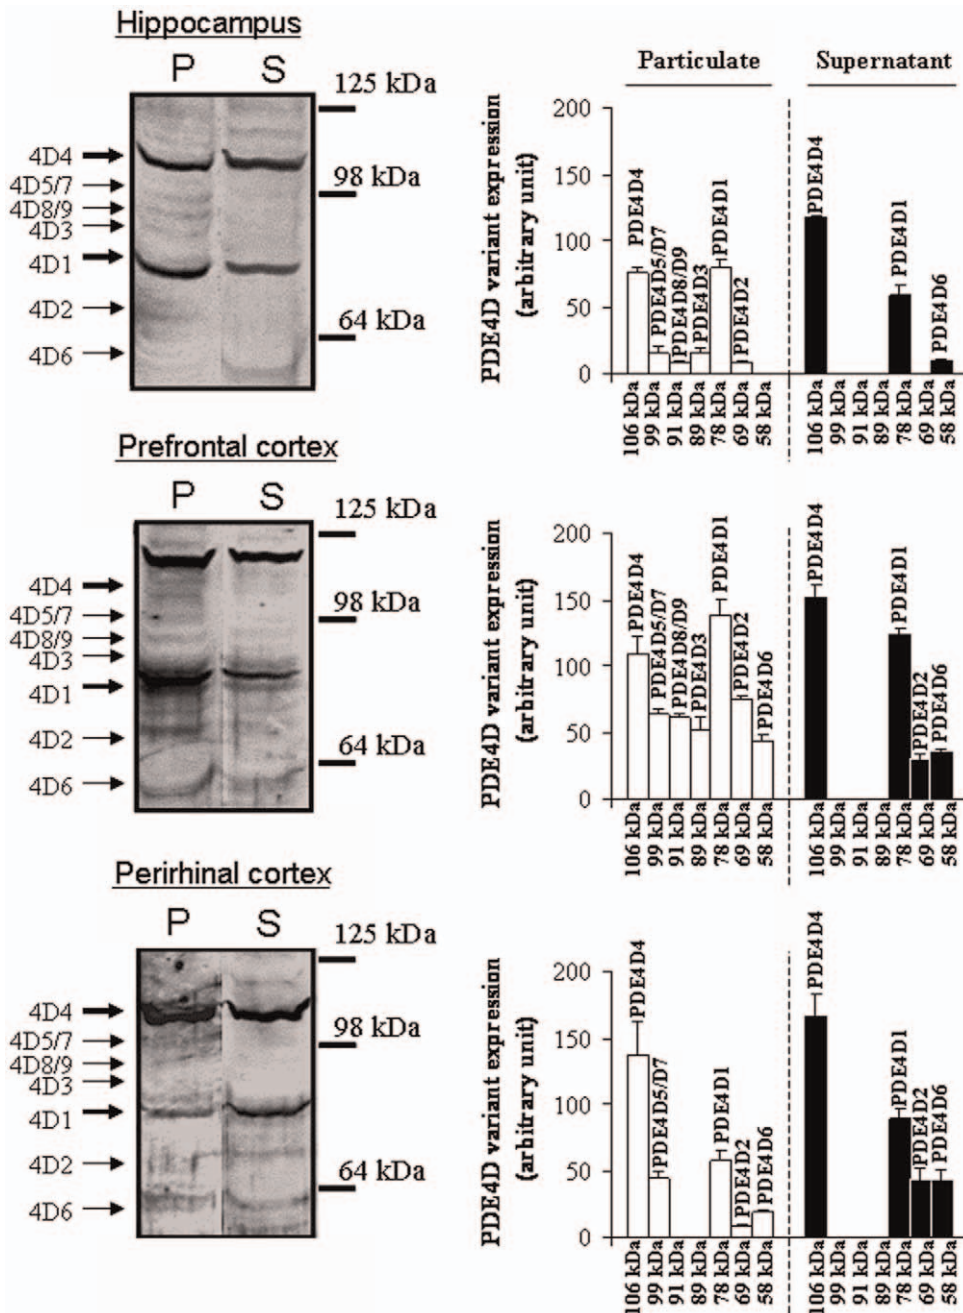 Hippocampus
P S
125 kDa
98 kDa
64 kDa
4D4
4D5/7
4D8/9
4D3
4D1
4D2
4D6
Particulate
Supernatant
PDE4D variant expression
(arbitrary unit)
200
150
100
50
0
PDE4D4
PDE4D5/D7
PDE4D8/D9
PDE4D3
PDE4D1
PDE4D2
PDE4D4
PDE4D1
PDE4D6
106 kDa
99 kDa
91 kDa
89 kDa
78 kDa
69 kDa
58 kDa
106 kDa
99 kDa
91 kDa
89 kDa
78 kDa
69 kDa
58 kDa
Prefrontal cortex
P S
125 kDa
98 kDa
64 kDa
4D4
4D5/7
4D8/9
4D3
4D1
4D2
4D6
PDE4D variant expression
(arbitrary unit)
200
150
100
50
0
PDE4D4
PDE4D5/D7
PDE4D8/D9
PDE4D3
PDE4D1
PDE4D2
PDE4D6
PDE4D4
PDE4D1
PDE4D2
PDE4D6
106 kDa
99 kDa
91 kDa
89 kDa
78 kDa
69 kDa
58 kDa
106 kDa
99 kDa
91 kDa
89 kDa
78 kDa
69 kDa
58 kDa
Perirhinal cortex
P S
125 kDa
98 kDa
64 kDa
4D4
4D5/7
4D8/9
4D3
4D1
4D2
4D6
PDE4D variant expression
(arbitrary unit)
200
150
100
50
0
PDE4D4
PDE4D5/D7
PDE4D1
PDE4D2
PDE4D6
PDE4D4
PDE4D1
PDE4D2
PDE4D6
106 kDa
99 kDa
91 kDa
89 kDa
78 kDa
69 kDa
58 kDa
106 kDa
99 kDa
91 kDa
89 kDa
78 kDa
69 kDa
58 kDa